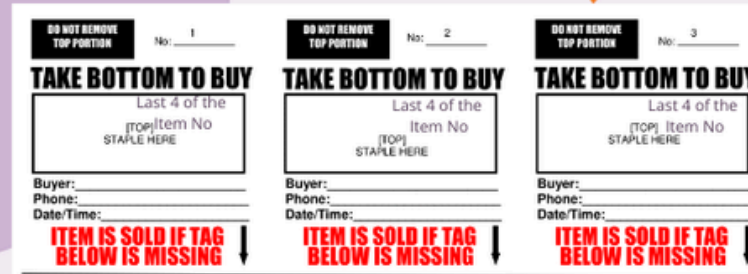 DO NOT REMOVE
TOP PORTION
No: 1
TAKE BOTTOM TO BUY
Last 4 of the
[TOP] Item No
STAPLE HERE
Buyer:
Phone:
Date/Time:
ITEM IS SOLD IF TAG
BELOW IS MISSING
DO NOT REMOVE
TOP PORTION
No: 2
TAKE BOTTOM TO BUY
Last 4 of the
Item No
[TOP]
STAPLE HERE
Buyer:
Phone:
Date/Time:
ITEM IS SOLD IF TAG
BELOW IS MISSING
DO NOT REMOVE
TOP PORTION
No: 3
TAKE BOTTOM TO BUY
Last 4 of the
[TOP] Item No
STAPLE HERE
Buyer:
Phone:
Date/Time:
ITEM IS SOLD IF TAG
BELOW IS MISSING